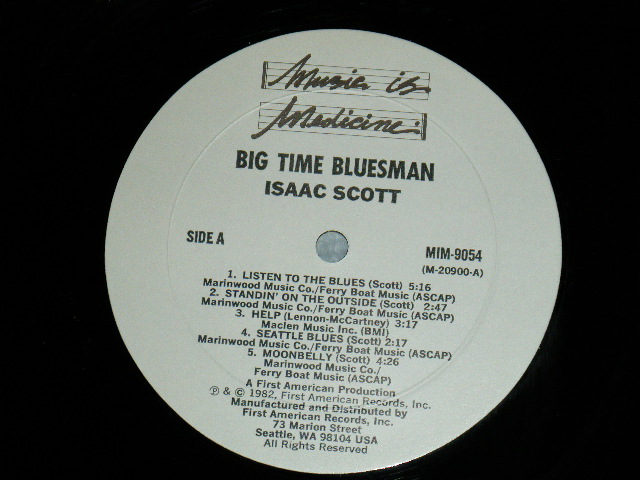 Music is
Medicine
BIG TIME BLUESMAN
ISAAC SCOTT
SIDE A
MIM-9054
(M-20900-A)
1. LISTEN TO THE BLUES (Scott) 5:16
Marinwood Music Co./Ferry Boat Music (ASCAP)
2. STANDIN' ON THE OUTSIDE (Scott) 2:47
Marinwood Music Co./Ferry Boat Music (ASCAP)
3. HELP (Lennon-McCartney) 3:17
Maclen Music Inc. (BMI)
4. SEATTLE BLUES (Scott) 2:17
Marinwood Music Co./Ferry Boat Music (ASCAP)
5. MOONBELLY (Scott) 4:26
Marinwood Music Co./
Ferry Boat Music (ASCAP)
A First American Production
℗ & © 1982, First American Records, Inc.
Manufactured and Distributed by
First American Records, Inc.
73 Marion Street
Seattle, WA 98104 USA
All Rights Reserved